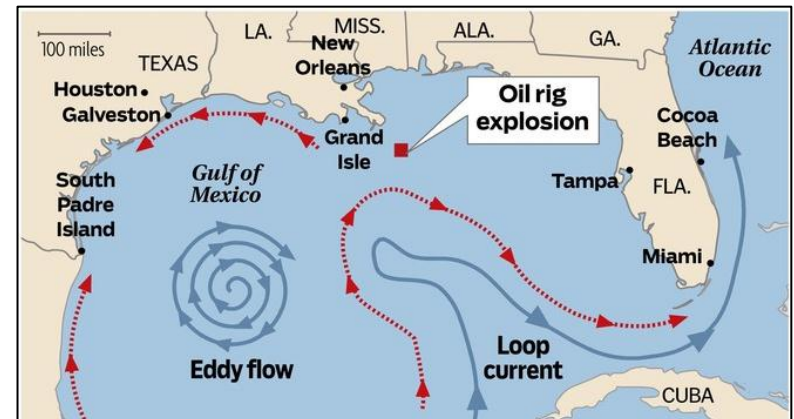 100 miles
TEXAS
LA.
MISS.
ALA.
GA.
Atlantic
Ocean
New
Orleans
Houston
Galveston
Grand
Isle
Oil rig
explosion
Cocoa
Beach
Tampa
FLA.
Gulf of
Mexico
South
Padre
Island
Miami
Eddy flow
Loop
current
CUBA